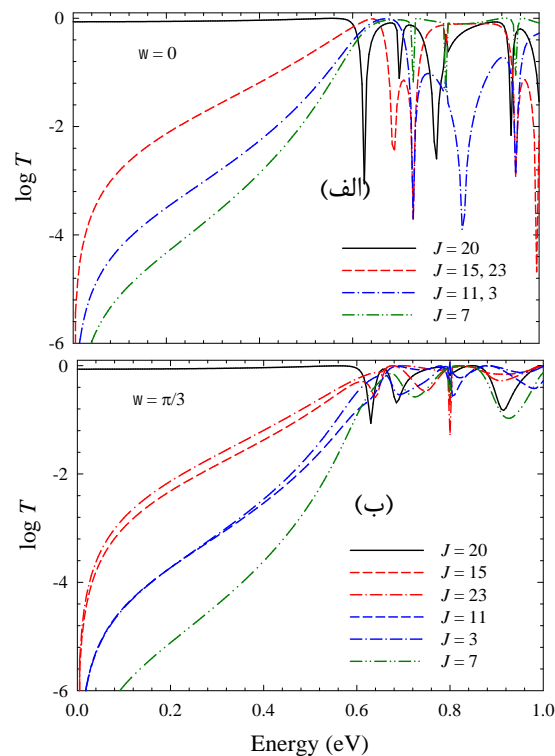 0
-2
-4
-6
log T
w = 0
(الف)
J = 20
J = 15, 23
J = 11, 3
J = 7
0
-2
-4
-6
log T
w = π/3
(ب)
J = 20
J = 15
J = 23
J = 11
J = 3
J = 7
0.0 0.2 0.4 0.6 0.8 1.0
Energy (eV)